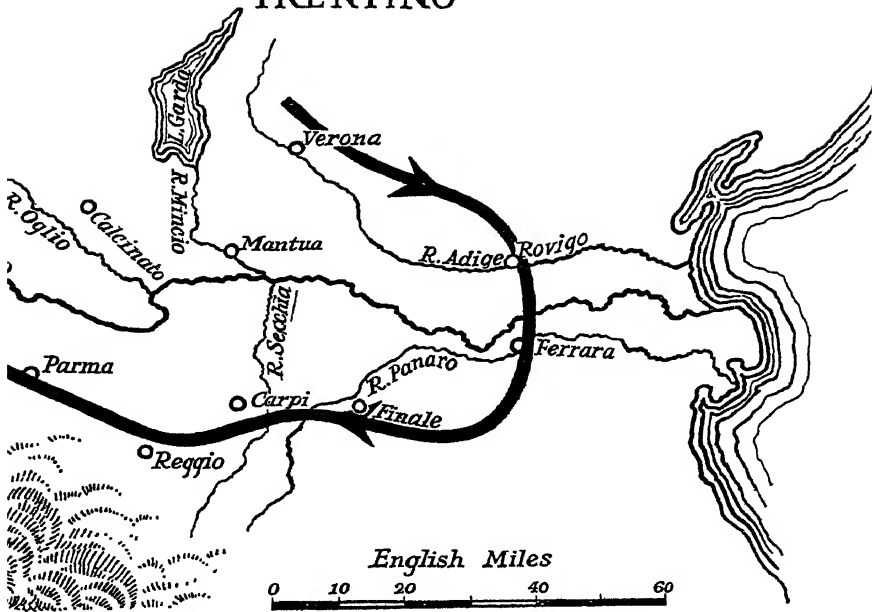 TRENTINO
L. Garda
Verona
R. Mincio
R. Oglio
Calcinato
Mantua
R. Adige
Rovigo
R. Secchia
Parma
R. Panaro
Ferrara
Carpi
Finale
Reggio
English Miles
0 10 20 40 60